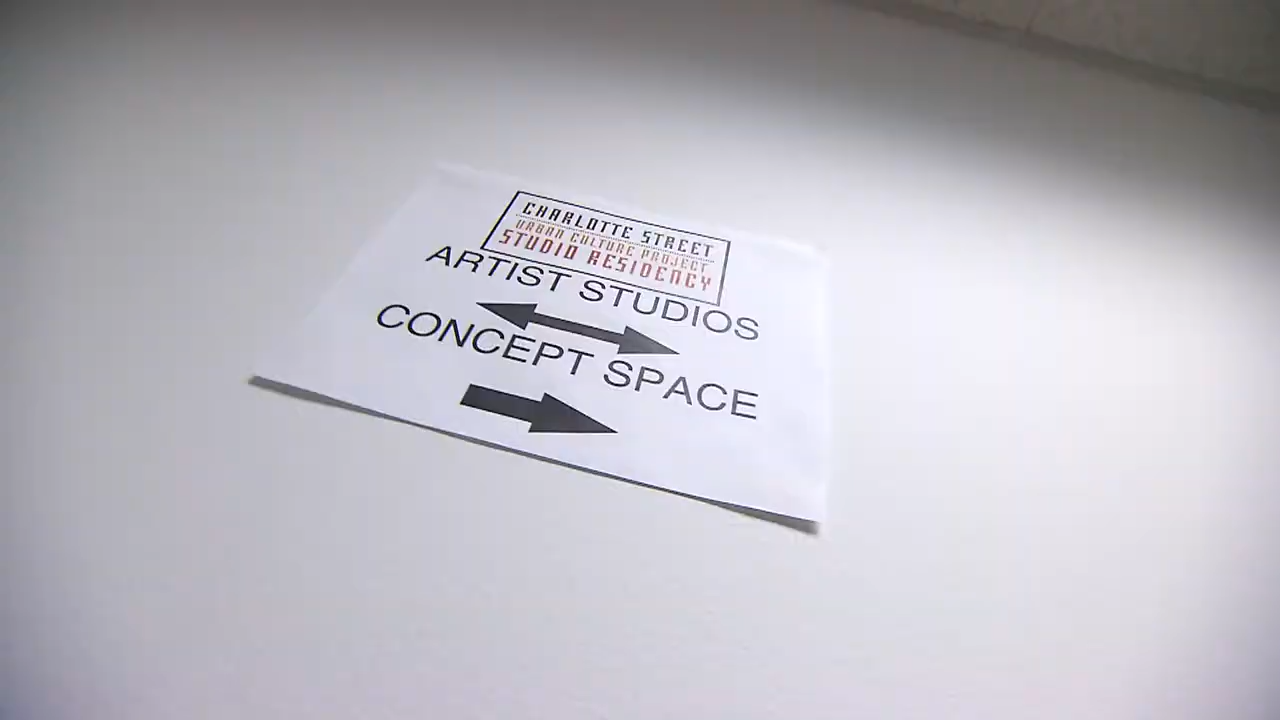 CHARLOTTE STREET
URBAN CULTURE PROJECT
STUDIO RESIDENCY
ARTIST STUDIOS
CONCEPT SPACE